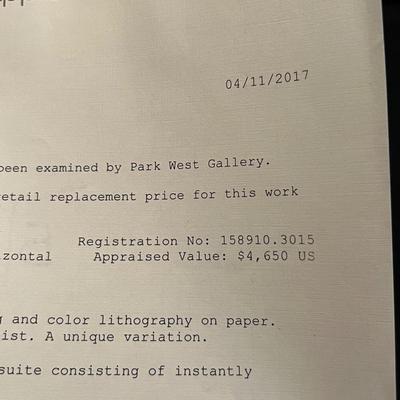 04/11/2017
been examined by Park West Gallery.
etail replacement price for this work
Registration No: 158910.3015
zontal Appraised Value: $4,650 US
and color lithography on paper.
ist. A unique variation.
suite consisting of instantly